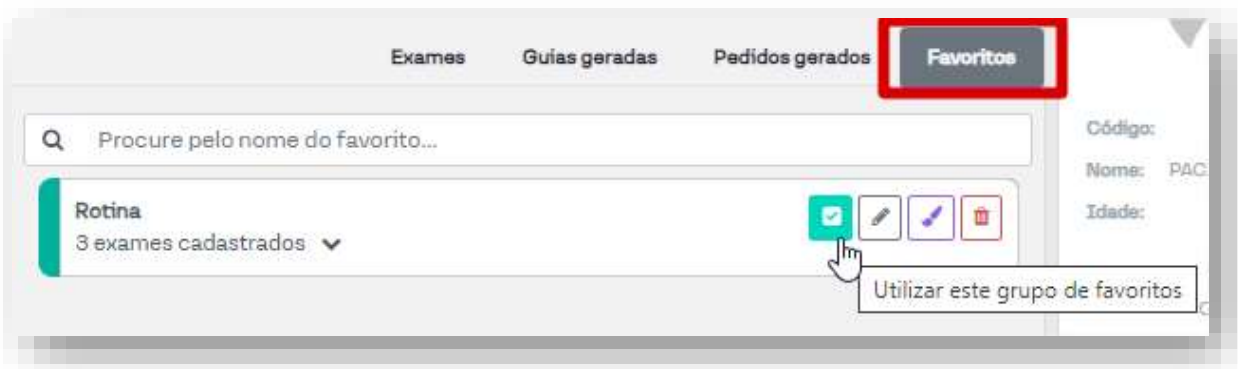 Exames Guias geradas Pedidos gerados Favoritos
Procure pelo nome do favorito...
Rotina
3 exames cadastrados
Utilizar este grupo de favoritos
Código:
Nome: PAC
Idade: